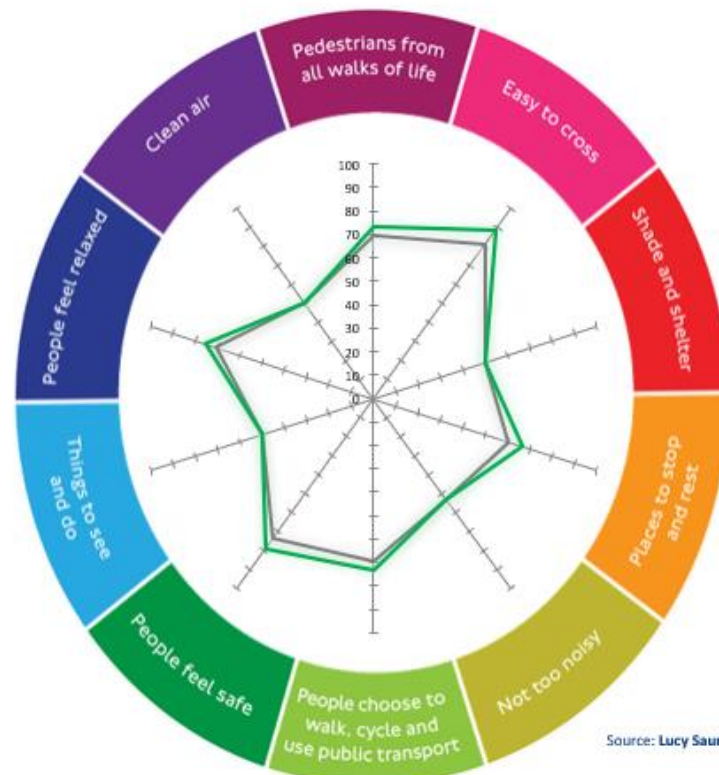 Pedestrians from
all walks of life
Easy to cross
Shade and shelter
Places to stop
and rest
Not too noisy
People choose to
walk, cycle and
use public transport
People feel safe
Things to see
and do
People feel relaxed
Clean air
100
90
80
70
60
50
40
30
20
10
0
Source: Lucy Saun